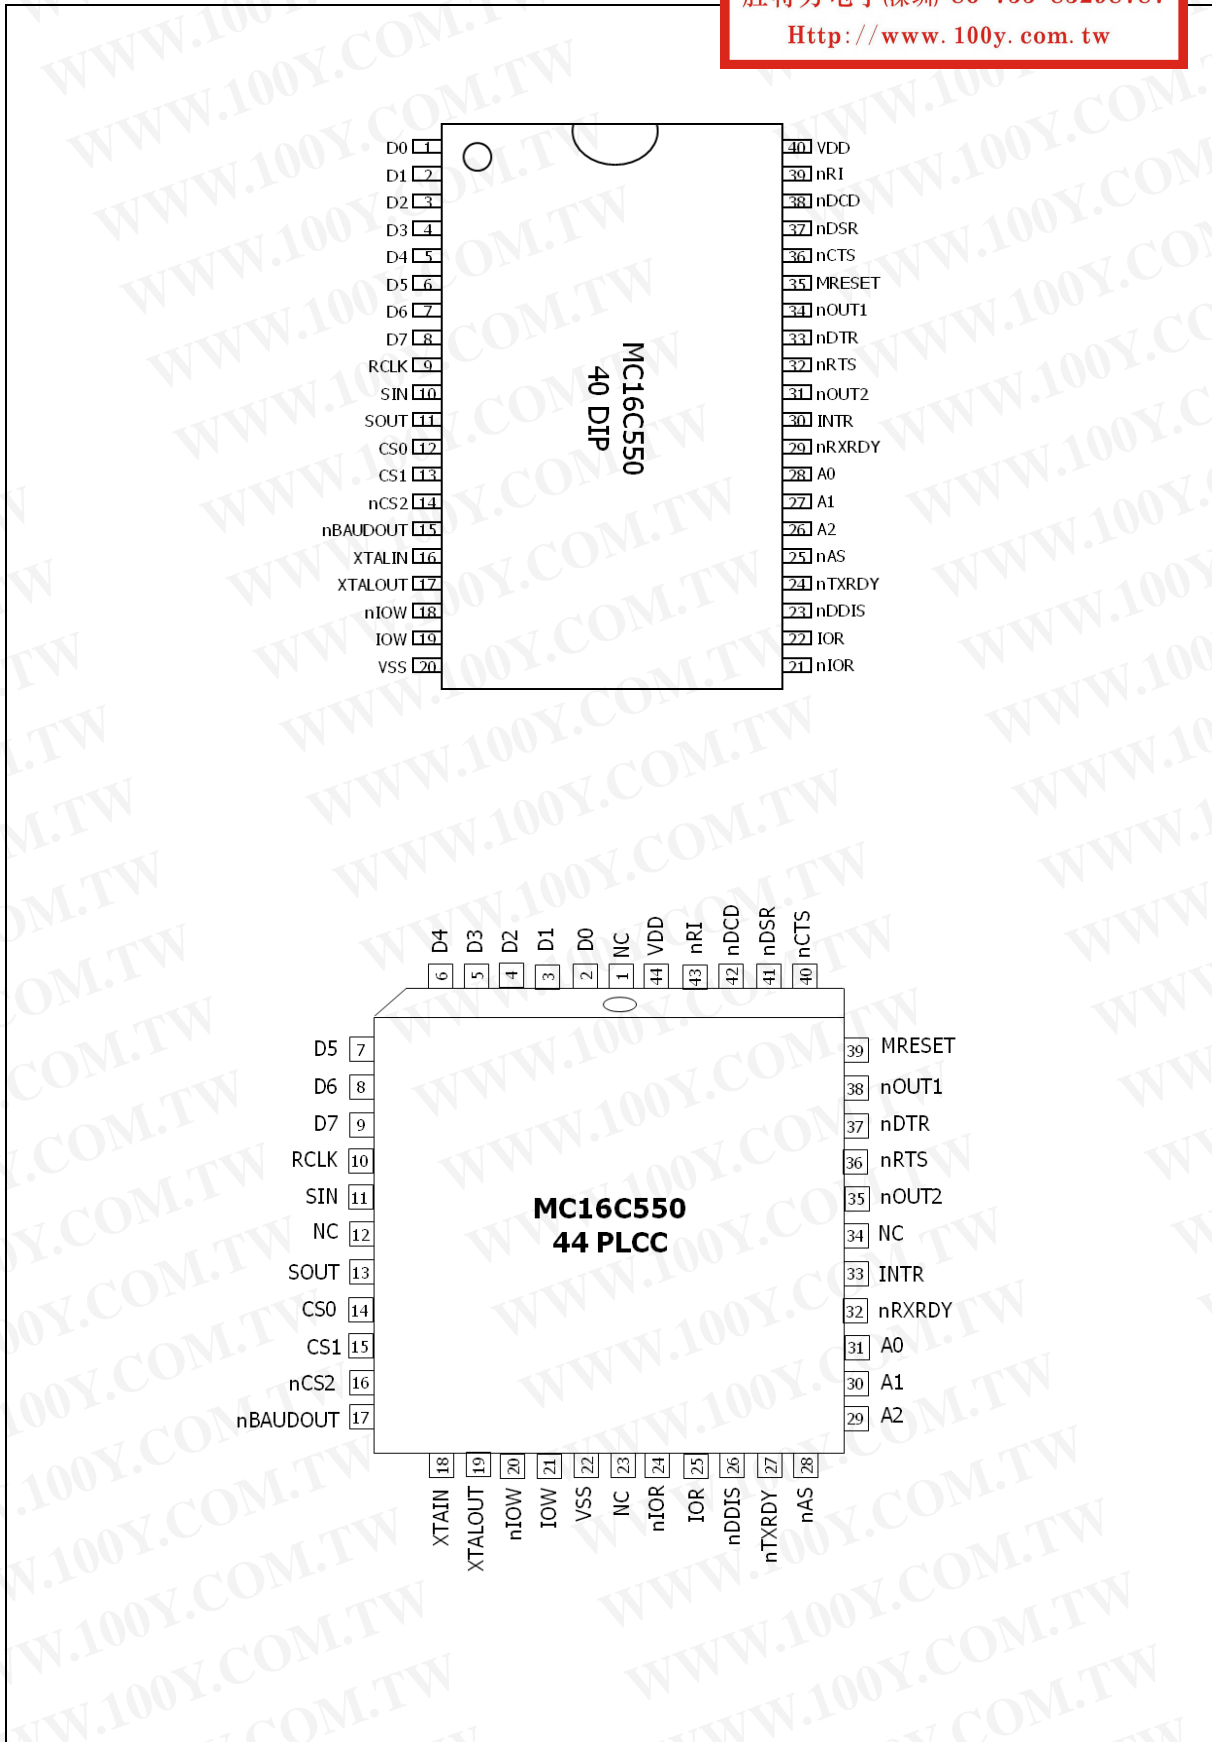 Http://www.100y.com.tw
D0 1
D1 2
D2 3
D3 4
D4 5
D5 6
D6 7
D7 8
RCLK 9
SIN 10
SOUT 11
CS0 12
CS1 13
nCS2 14
nBAUDOUT 15
XTALIN 16
XTALOUT 17
nIOW 18
IOW 19
VSS 20
MC16C550
40 DIP
40 VDD
39 nRI
38 nDCD
37 nDSR
36 nCTS
35 MRESET
34 nOUT1
33 nDTR
32 nRTS
31 nOUT2
30 INTR
29 nRXRDY
28 A0
27 A1
26 A2
25 nAS
24 nTXRDY
23 nDDIS
22 IOR
21 nIOR
D4 6
D3 5
D2 4
D1 3
D0 2
NC 1
VDD 44
nRI 43
nDCD 42
nDSR 41
nCTS 40
D5 7
D6 8
D7 9
RCLK 10
SIN 11
NC 12
SOUT 13
CS0 14
CS1 15
nCS2 16
nBAUDOUT 17
MC16C550
44 PLCC
39 MRESET
38 nOUT1
37 nDTR
36 nRTS
35 nOUT2
34 NC
33 INTR
32 nRXRDY
31 A0
30 A1
29 A2
XTAIN 18
XTALOUT 19
nIOW 20
IOW 21
VSS 22
NC 23
nIOR 24
IOR 25
nDDIS 26
nTXRDY 27
nAS 28
WWW.100Y.COM.TW